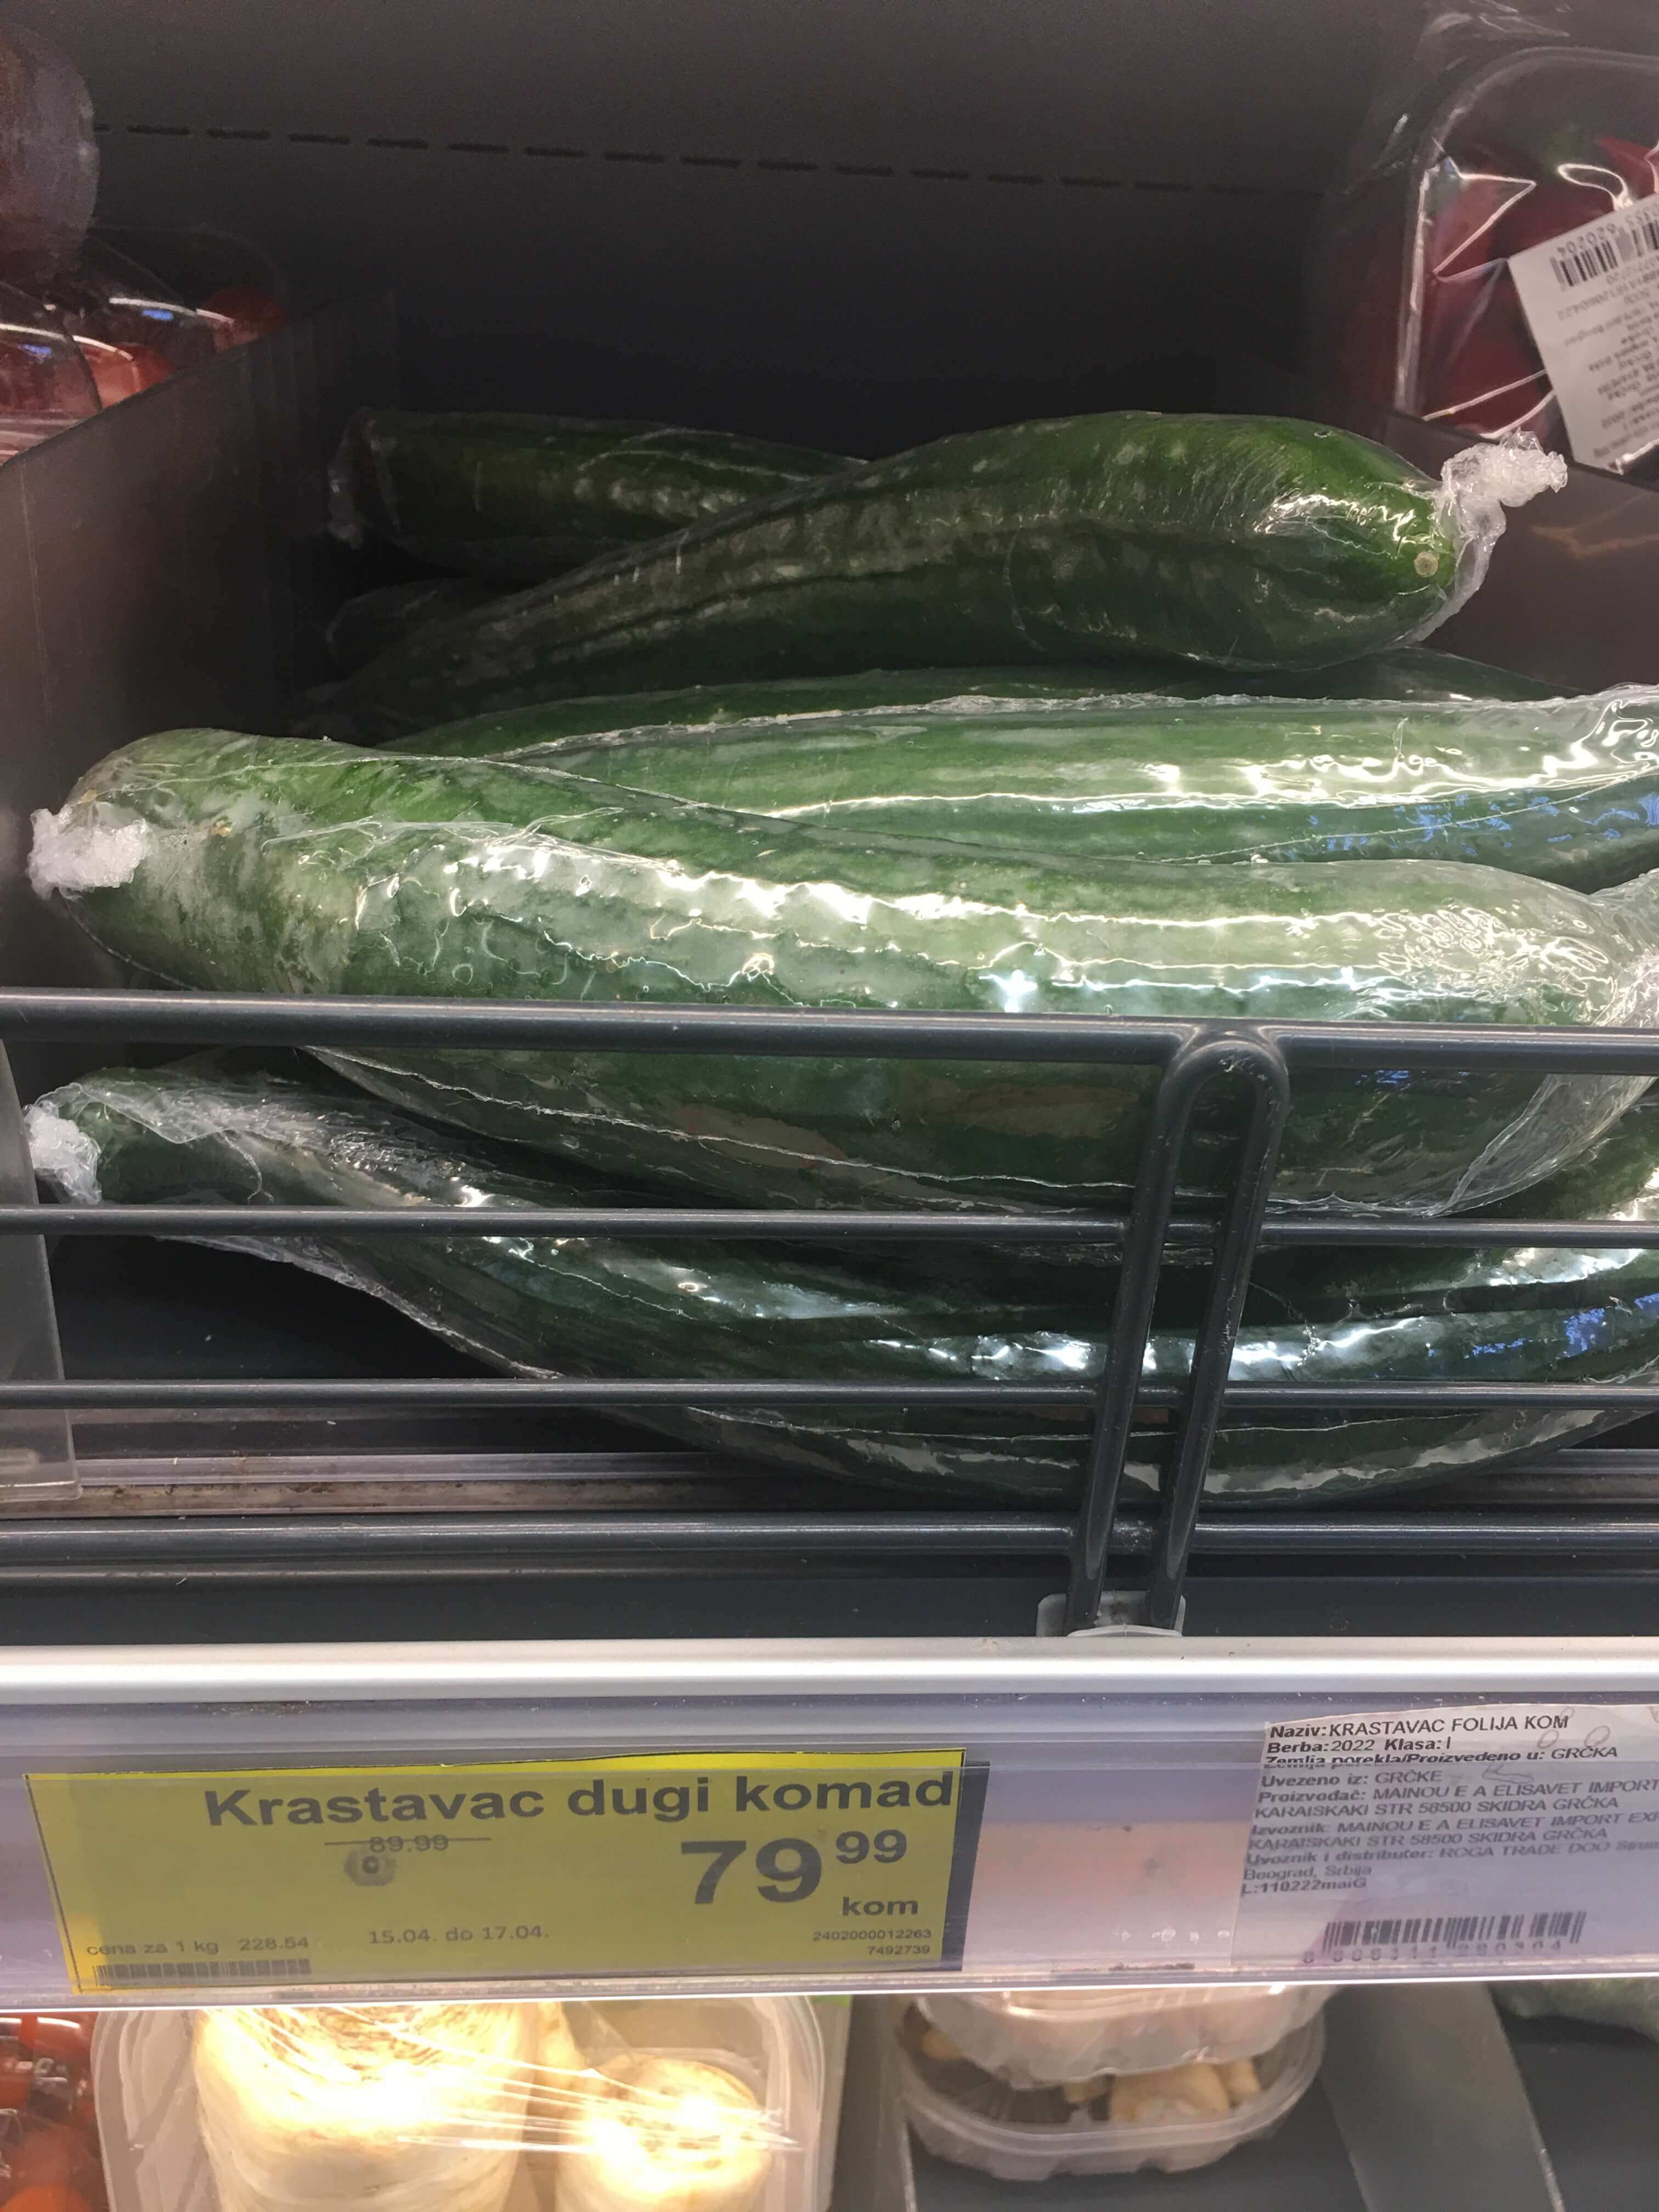 Krastavac dugi komad
89.99
79 99
kom
cena za 1 kg 228.54
15.04. do 17.04.
2402000012263
7492739
Naziv: KRASTAVAC FOLIJA KOM
Berba: 2022 Klasa: I
Zemlja porekla/Proizvedeno u: GRČKA
Uvezeno iz: GRČKE
Proizvođač: MAINOU E A ELISAVET IMPORT
KARAISKAKI STR 58500 SKIDRA GRČKA
Izvoznik: MAINOU E A ELISAVET IMPORT
KARAISKAKI STR 58500 SKIDRA GRČKA
Uvoznik i distributer: ROGA TRADE DOO
Beograd, Srbija
L:110222maiG